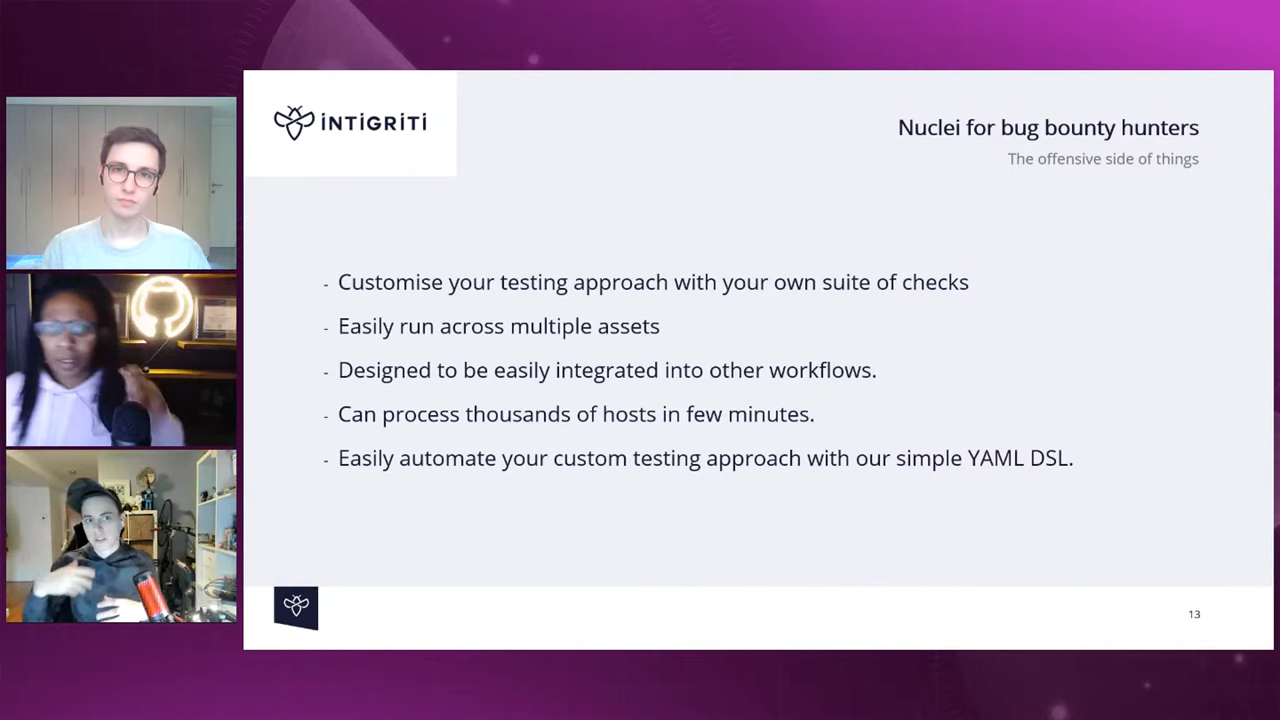 INTIGRITI
Nuclei for bug bounty hunters
The offensive side of things
- Customise your testing approach with your own suite of checks
- Easily run across multiple assets
- Designed to be easily integrated into other workflows.
- Can process thousands of hosts in few minutes.
- Easily automate your custom testing approach with our simple YAML DSL.
13